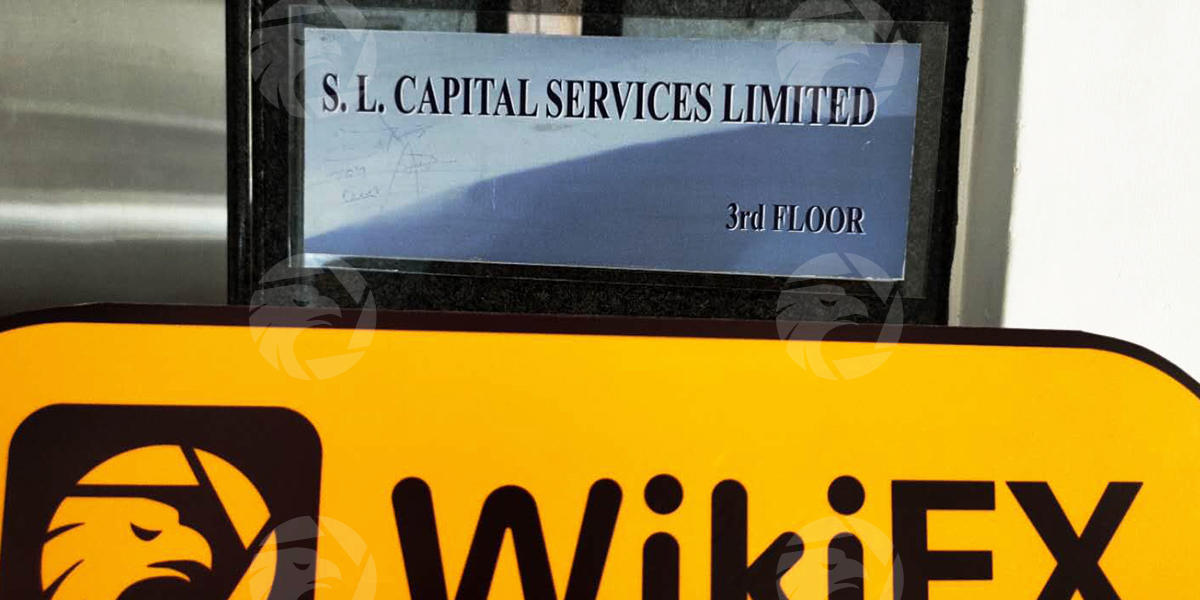 S. L. CAPITAL SERVICES LIMITED
3rd FLOOR
WikiFX